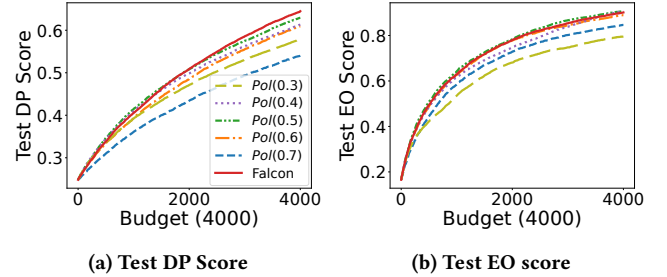 Test DP Score
0.6
0.5
0.4
0.3
Pol(0.3)
Pol(0.4)
Pol(0.5)
Pol(0.6)
Pol(0.7)
Falcon
0 2000 4000
Budget (4000)
(a) Test DP Score
Test EO Score
0.8
0.6
0.4
0.2
0 2000 4000
Budget (4000)
(b) Test EO score